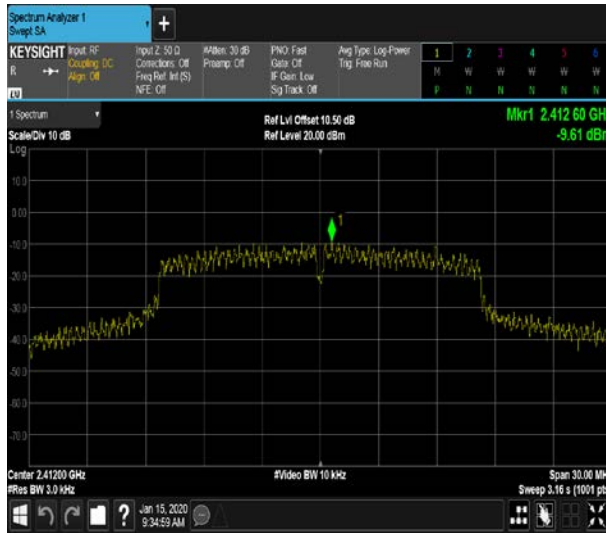 Spectrum Analyzer 1
Swept SA
+
KEYSIGHT
R
Input: RF
Coupling: DC
Align: Off
Input Z: 50 Ω
Corrections: Off
Freq Ref: Int (S)
NFE: Off
#Atten: 30 dB
Preamp: Off
PNO: Fast
Gate: Off
IF Gain: Low
Sig Track: Off
Avg Type: Log-Power
Trig: Free Run
1 2 3 4 5 6
M W W W W W
P N N N N N
1 Spectrum
Scale/Div 10 dB
Ref Lvl Offset 10.50 dB
Ref Level 20.00 dBm
Mkr1 2.412 60 GH
-9.61 dBr
Log
10.0
0.00
-10.0
-20.0
-30.0
-40.0
-50.0
-60.0
-70.0
1
Center 2.41200 GHz
#Res BW 3.0 kHz
#Video BW 10 kHz
Span 30.00 MH
Sweep 3.16 s (1001 pts
?
Jan 15, 2020
9:34:59 AM